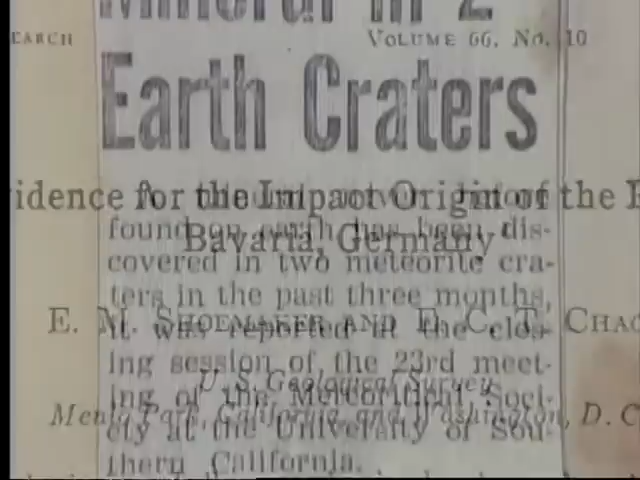 Mineral in 2
EARCH VOLUME 66, No. 10
Earth Craters
idence for the Impact Origin of the
found on earth has been dis-
Bavaria, Germany
covered in two meteorite cra-
ters in the past three months,
E. M. SHOEMAKER AND E. C. T. CHAO
it was reported at the clos-
ing session of the 23rd meet-
U. S. Geological Survey
ing of the Meteoritical Soci-
Menlo Park, California, and Washington, D. C
ety at the University of Sou-
thern California.